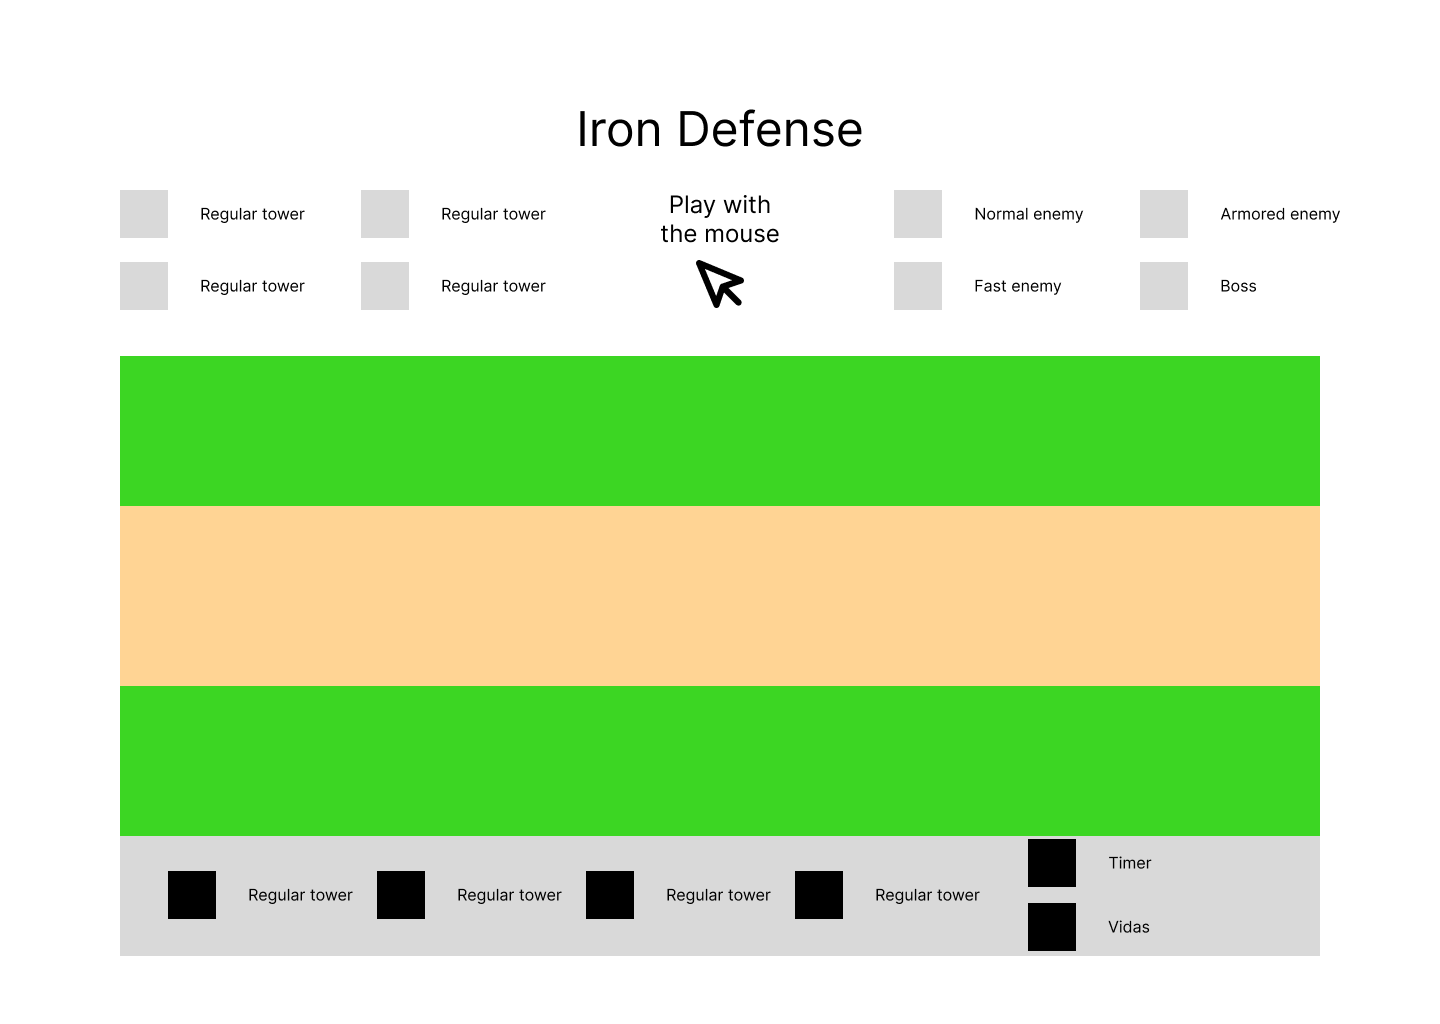 Iron Defense
Regular tower
Regular tower
Play with
the mouse
Normal enemy
Armored enemy
Regular tower
Regular tower
Fast enemy
Boss
Regular tower
Regular tower
Regular tower
Regular tower
Timer
Vidas